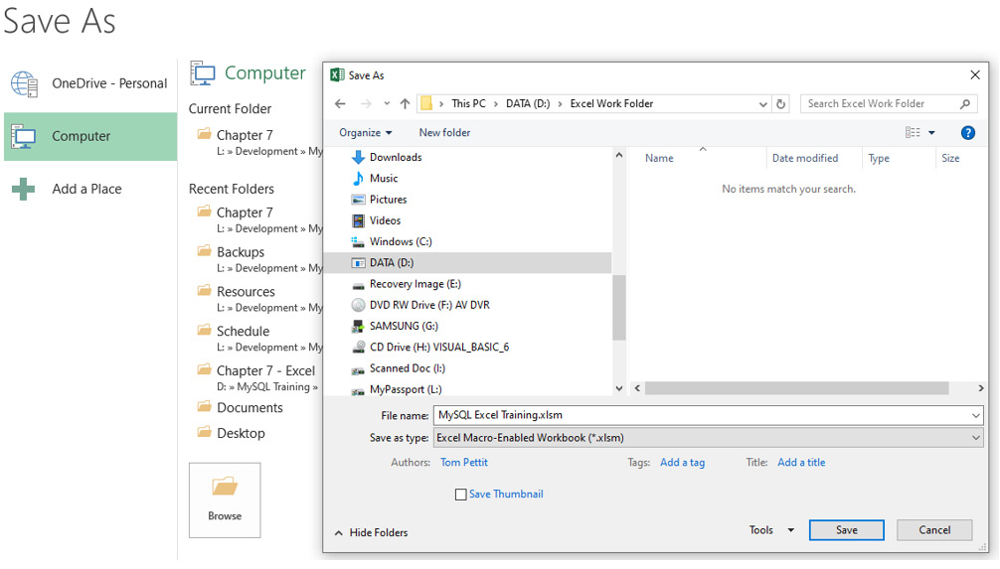 Save As
OneDrive - Personal
Computer
Add a Place
Computer
Current Folder
Chapter 7
L: » Development » My
Recent Folders
Chapter 7
L: » Development » My
Backups
L: » Development » My
Resources
L: » Development » My
Schedule
L: » Development » My
Chapter 7 - Excel
D: » MySQL Training »
Documents
Desktop
Browse
Save As
This PC › DATA (D:) › Excel Work Folder
Search Excel Work Folder
Organize
New folder
Downloads
Music
Pictures
Videos
Windows (C:)
DATA (D:)
Recovery Image (E:)
DVD RW Drive (F:) AV DVR
SAMSUNG (G:)
CD Drive (H:) VISUAL_BASIC_6
Scanned Doc (I:)
MyPassport (L:)
Name Date modified Type Size
No items match your search.
File name: MySQL Excel Training.xlsm
Save as type: Excel Macro-Enabled Workbook (*.xlsm)
Authors: Tom Pettit Tags: Add a tag Title: Add a title
Save Thumbnail
Hide Folders
Tools Save Cancel